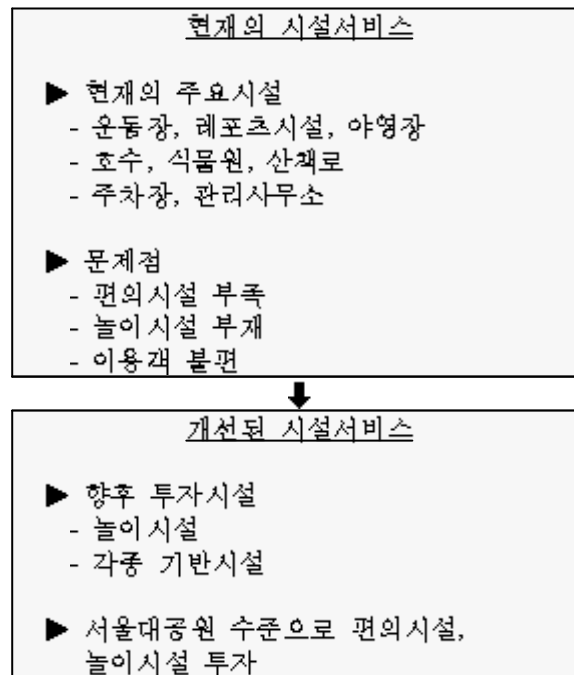 현재의 시설서비스
▶ 현재의 주요시설
- 운동장, 레포츠시설, 야영장
- 호수, 식물원, 산책로
- 주차장, 관리사무소
▶ 문제점
- 편의시설 부족
- 놀이시설 부재
- 이용객 불편
개선된 시설서비스
▶ 향후 투자시설
- 놀이시설
- 각종 기반시설
▶ 서울대공원 수준으로 편의시설,
놀이시설 투자